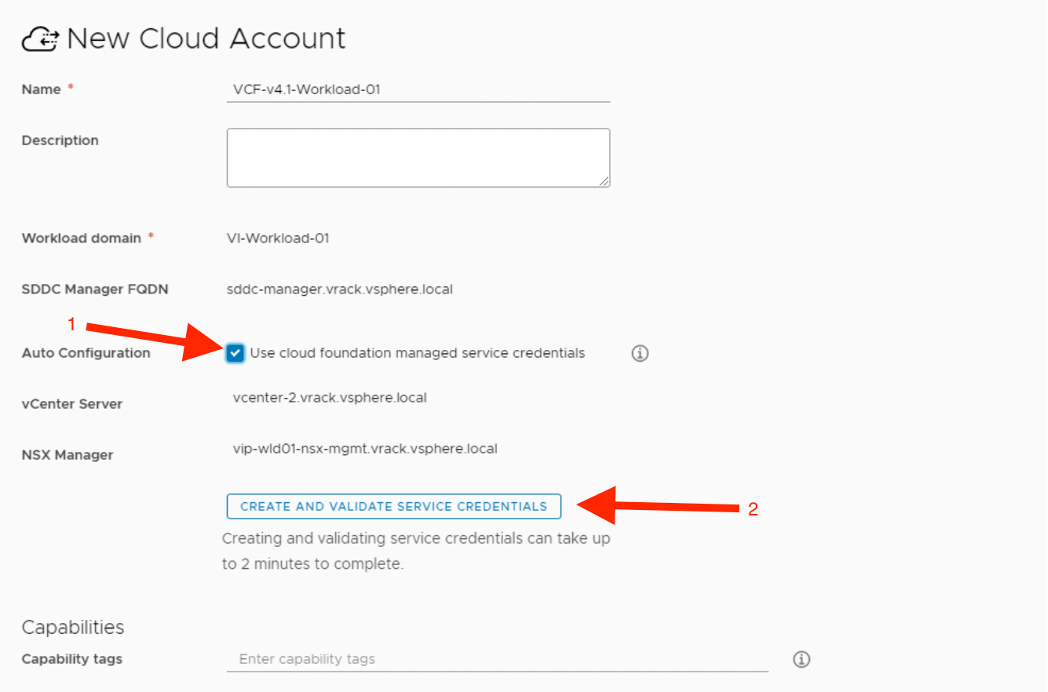 New Cloud Account
Name * VCF-v4.1-Workload-01
Description
Workload domain * VI-Workload-01
SDDC Manager FQDN sddc-manager.vrack.vsphere.local
1
Auto Configuration Use cloud foundation managed service credentials
vCenter Server vcenter-2.vrack.vsphere.local
NSX Manager vip-wld01-nsx-mgmt.vrack.vsphere.local
CREATE AND VALIDATE SERVICE CREDENTIALS 2
Creating and validating service credentials can take up
to 2 minutes to complete.
Capabilities
Capability tags Enter capability tags